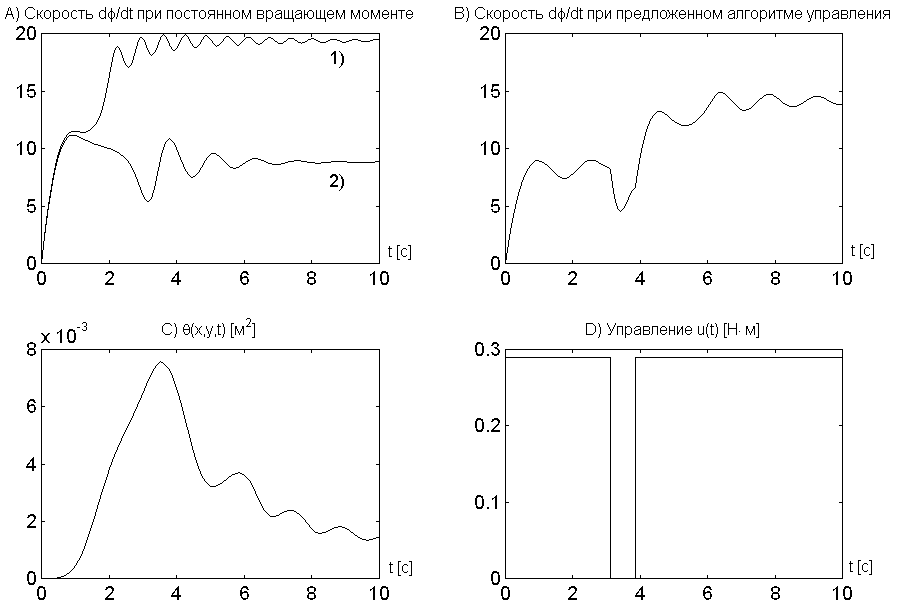 А) Скорость dϕ/dt при постоянном вращающем моменте
20
15
10
5
0
1)
2)
t [c]
0 2 4 6 8 10
В) Скорость dϕ/dt при предложенном алгоритме управления
20
15
10
5
0
t [c]
0 2 4 6 8 10
C) θ(x,y,t) [м²]
x 10⁻³
8
6
4
2
0
t [c]
0 2 4 6 8 10
D) Управление u(t) [Н· м]
0.3
0.2
0.1
0
t [c]
0 2 4 6 8 10